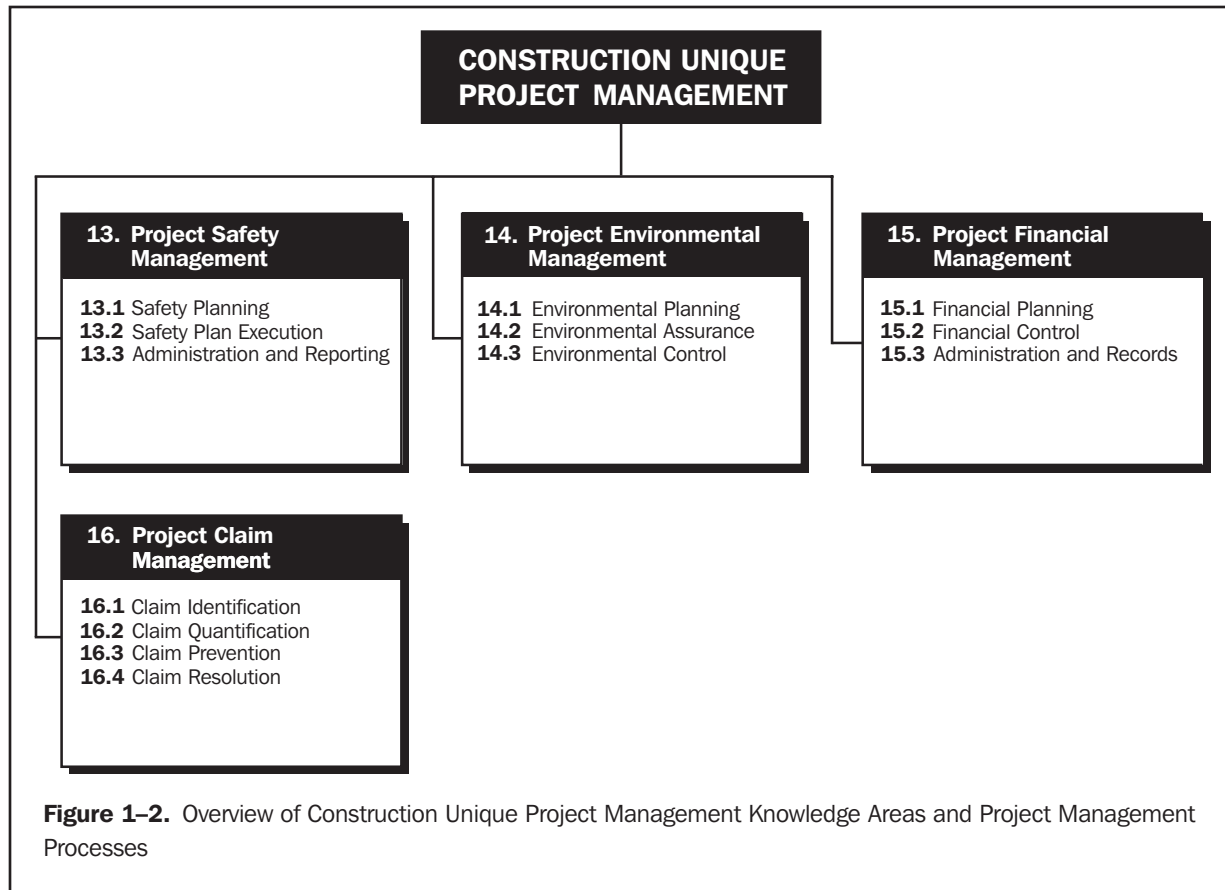 CONSTRUCTION UNIQUE
PROJECT MANAGEMENT
13. Project Safety
Management
13.1 Safety Planning
13.2 Safety Plan Execution
13.3 Administration and Reporting
14. Project Environmental
Management
14.1 Environmental Planning
14.2 Environmental Assurance
14.3 Environmental Control
15. Project Financial
Management
15.1 Financial Planning
15.2 Financial Control
15.3 Administration and Records
16. Project Claim
Management
16.1 Claim Identification
16.2 Claim Quantification
16.3 Claim Prevention
16.4 Claim Resolution
Figure 1–2. Overview of Construction Unique Project Management Knowledge Areas and Project Management
Processes